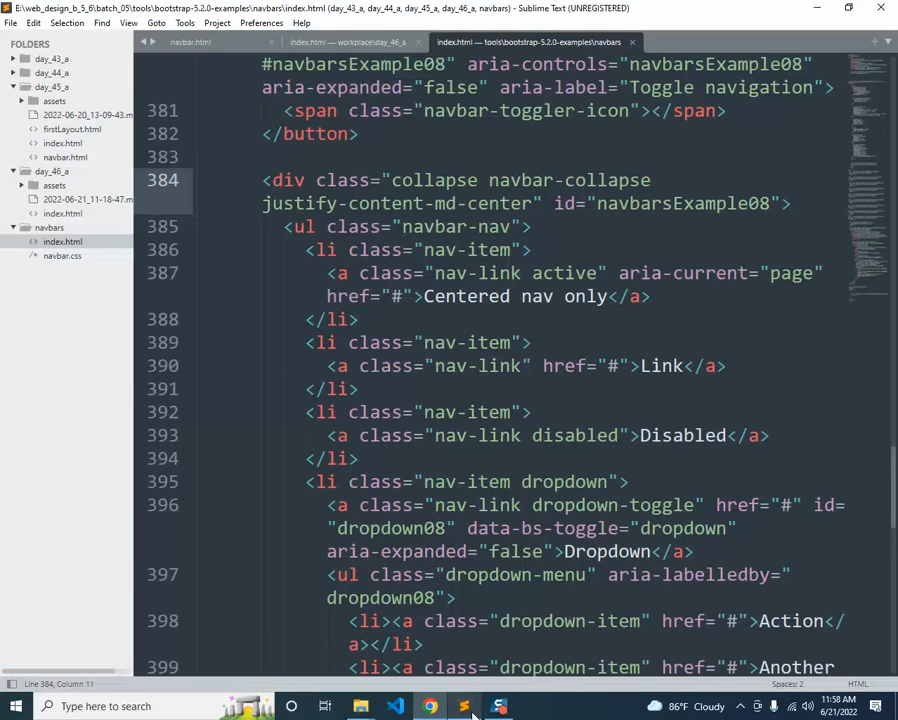 E:\web_design_b_5_6\batch_05\tools\bootstrap-5.2.0-examples\navbars\index.html (day_43_a, day_44_a, day_45_a, day_46_a, navbars) - Sublime Text (UNREGISTERED)
File Edit Selection Find View Goto Tools Project Preferences Help
FOLDERS
day_43_a
day_44_a
day_45_a
assets
2022-06-20_13-09-43.m
firstLayout.html
index.html
navbar.html
day_46_a
assets
2022-06-21_11-18-47.m
index.html
navbars
index.html
navbar.css
navbar.html
index.html — workplace\day_46_a
index.html — tools\bootstrap-5.2.0-examples\navbars
#navbarsExample08" aria-controls="navbarsExample08"
aria-expanded="false" aria-label="Toggle navigation">
381 <span class="navbar-toggler-icon"></span>
382 </button>
383
384 <div class="collapse navbar-collapse
justify-content-md-center" id="navbarsExample08">
385 <ul class="navbar-nav">
386 <li class="nav-item">
387 <a class="nav-link active" aria-current="page"
href="#">Centered nav only</a>
388 </li>
389 <li class="nav-item">
390 <a class="nav-link" href="#">Link</a>
391 </li>
392 <li class="nav-item">
393 <a class="nav-link disabled">Disabled</a>
394 </li>
395 <li class="nav-item dropdown">
396 <a class="nav-link dropdown-toggle" href="#" id=
"dropdown08" data-bs-toggle="dropdown"
aria-expanded="false">Dropdown</a>
397 <ul class="dropdown-menu" aria-labelledby="
dropdown08">
398 <li><a class="dropdown-item" href="#">Action</
a></li>
399 <li><a class="dropdown-item" href="#">Another
Line 384, Column 11
Spaces: 2
HTML
Type here to search
86°F Cloudy
11:58 AM
6/21/2022